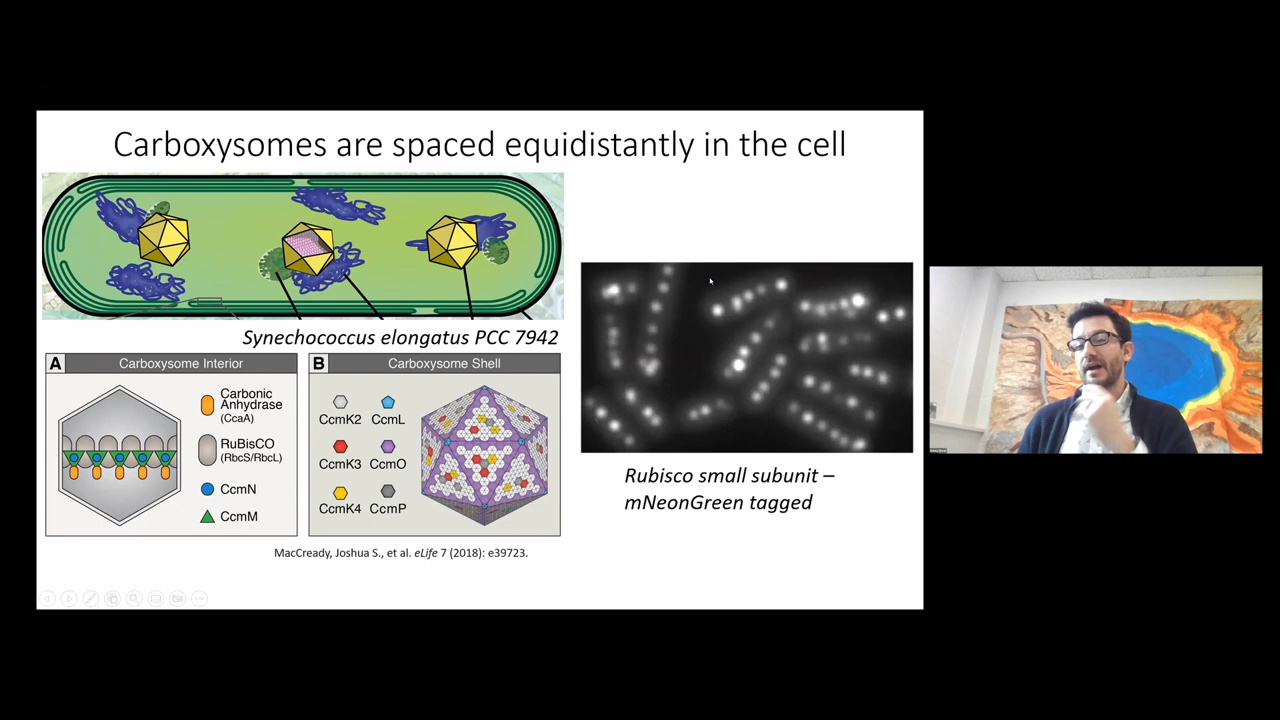 Carboxysomes are spaced equidistantly in the cell
Synechococcus elongatus PCC 7942
A
Carboxysome Interior
Carbonic
Anhydrase
(CcaA)
RuBisCO
(RbcS/RbcL)
CcmN
CcmM
B
Carboxysome Shell
CcmK2
CcmL
CcmK3
CcmO
CcmK4
CcmP
MacCready, Joshua S., et al. eLife 7 (2018): e39723.
Rubisco small subunit –
mNeonGreen tagged